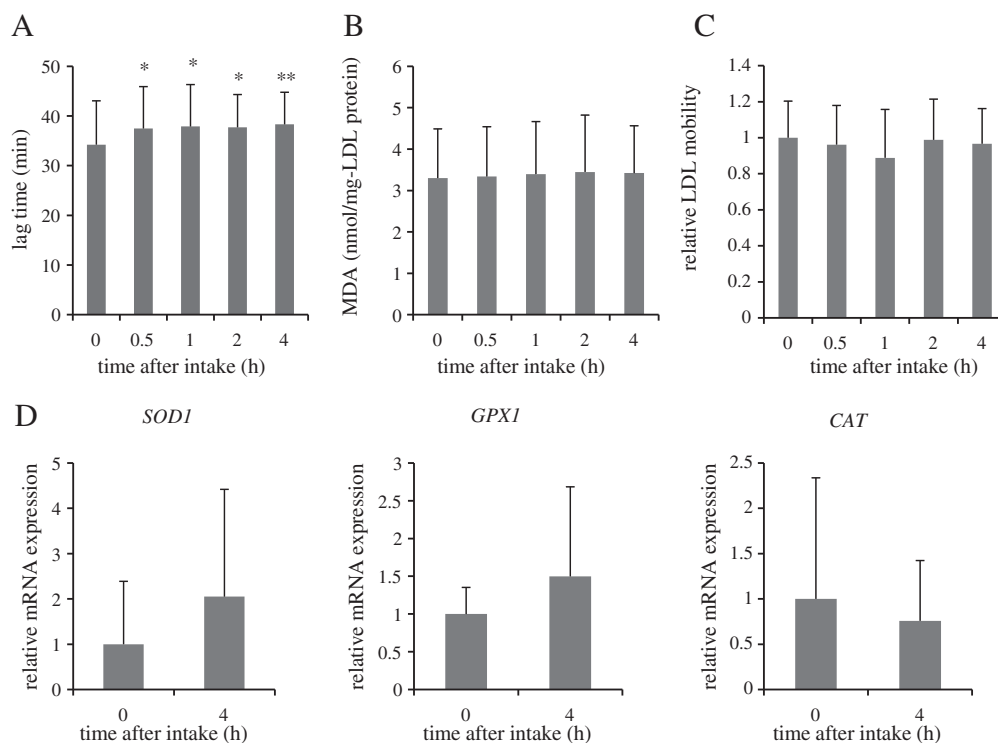 A
B
C
lag time (min)
50
40
30
20
10
0
* * * **
0 0.5 1 2 4
time after intake (h)
MDA (nmol/mg-LDL protein)
7
6
5
4
3
2
1
0
0 0.5 1 2 4
time after intake (h)
relative LDL mobility
1.4
1.2
1
0.8
0.6
0.4
0.2
0
0 0.5 1 2 4
time after intake (h)
D
SOD1
GPX1
CAT
relative mRNA expression
5
4
3
2
1
0
0 4
time after intake (h)
relative mRNA expression
3
2.5
2
1.5
1
0.5
0
0 4
time after intake (h)
relative mRNA expression
2.5
2
1.5
1
0.5
0
0 4
time after intake (h)